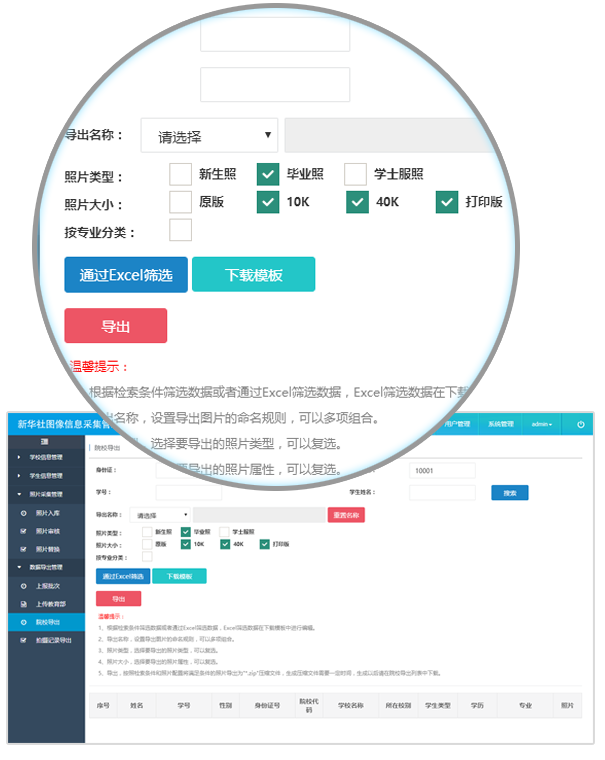 导出名称： 请选择
照片类型： 新生照 毕业照 学士服照
照片大小： 原版 10K 40K 打印版
按专业分类：
通过Excel筛选 下载模板
导出
温馨提示：
根据检索条件筛选数据或者通过Excel筛选数据，Excel筛选数据在下载
出名称，设置导出图片的命名规则，可以多项组合。
，选择要导出的照片类型，可以复选。
要导出的照片属性，可以复选。
新华社图像信息采集管 用户管理 系统管理 admin
学校信息管理
学生信息管理
照片采集管理
照片入库
照片审核
照片替换
数据导出管理
上报批次
上传教育部
院校导出
拍摄记录导出
院校导出
身份证： 10001
学号： 学生姓名： 搜索
导出名称： 请选择 重置名称
照片类型： 新生照 毕业照 学士服照
照片大小： 原版 10K 40K 打印版
按专业分类：
通过Excel筛选 下载模板
导出
温馨提示：
1、根据检索条件筛选数据或者通过Excel筛选数据，Excel筛选数据在下载模板中进行编辑。
2、导出名称，设置导出图片的命名规则，可以多项组合。
3、照片类型，选择要导出的照片类型，可以复选。
4、照片大小，选择要导出的照片属性，可以复选。
5、导出，按照检索条件和照片配置将满足条件的照片导出为"*.zip"压缩文件，生成压缩文件需要一定时间，生成以后请在院校导出列表中下载。
序号 姓名 学号 性别 身份证号 院校代码 学校名称 所在校别 学生类型 学历 专业 照片